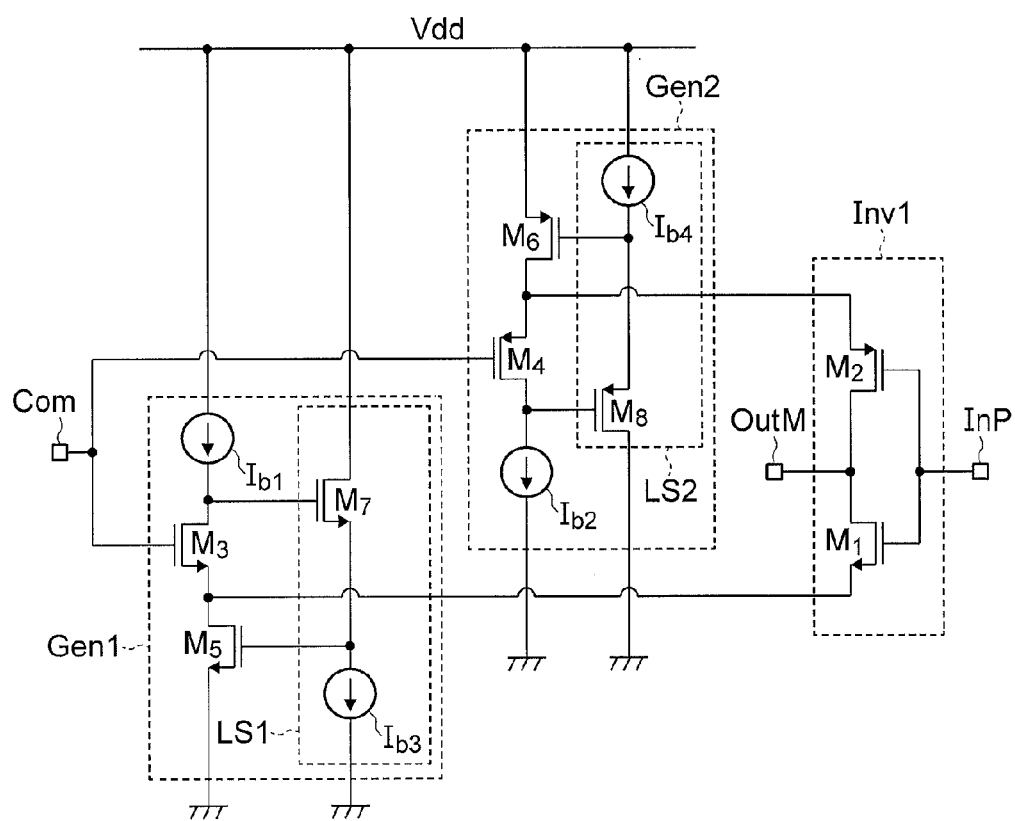 Vdd
Gen2
Ib4
Inv1
M6
M4
M2
Com
M8
OutM
InP
Ib1
M7
LS2
Ib2
M3
M1
Gen1
M5
LS1
Ib3